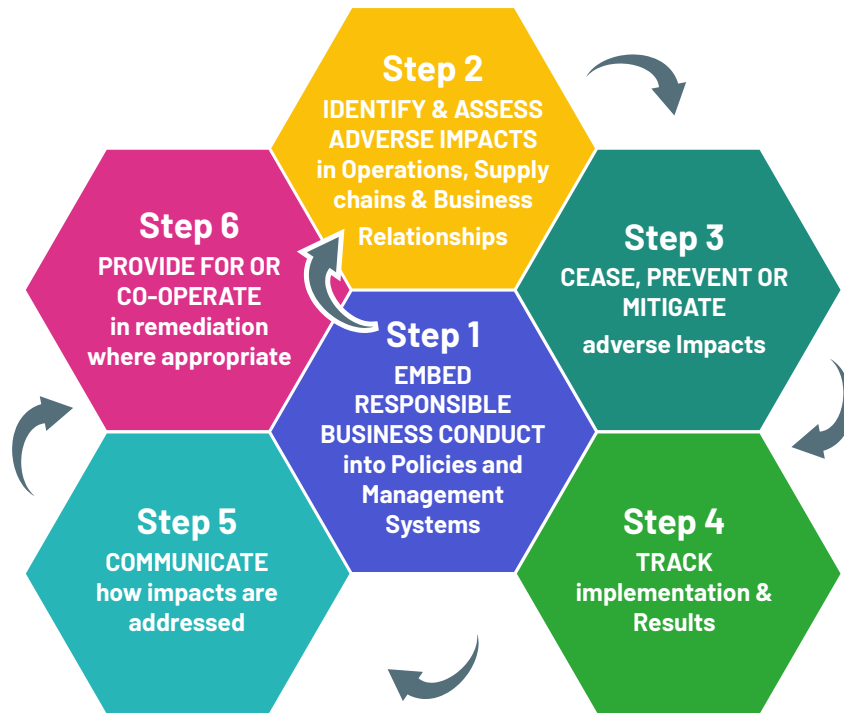 Step 1
EMBED
RESPONSIBLE
BUSINESS CONDUCT
into Policies and
Management
Systems
Step 2
IDENTIFY & ASSESS
ADVERSE IMPACTS
in Operations, Supply
chains & Business
Relationships
Step 3
CEASE, PREVENT OR
MITIGATE
adverse Impacts
Step 4
TRACK
implementation &
Results
Step 5
COMMUNICATE
how impacts are
addressed
Step 6
PROVIDE FOR OR
CO-OPERATE
in remediation
where appropriate